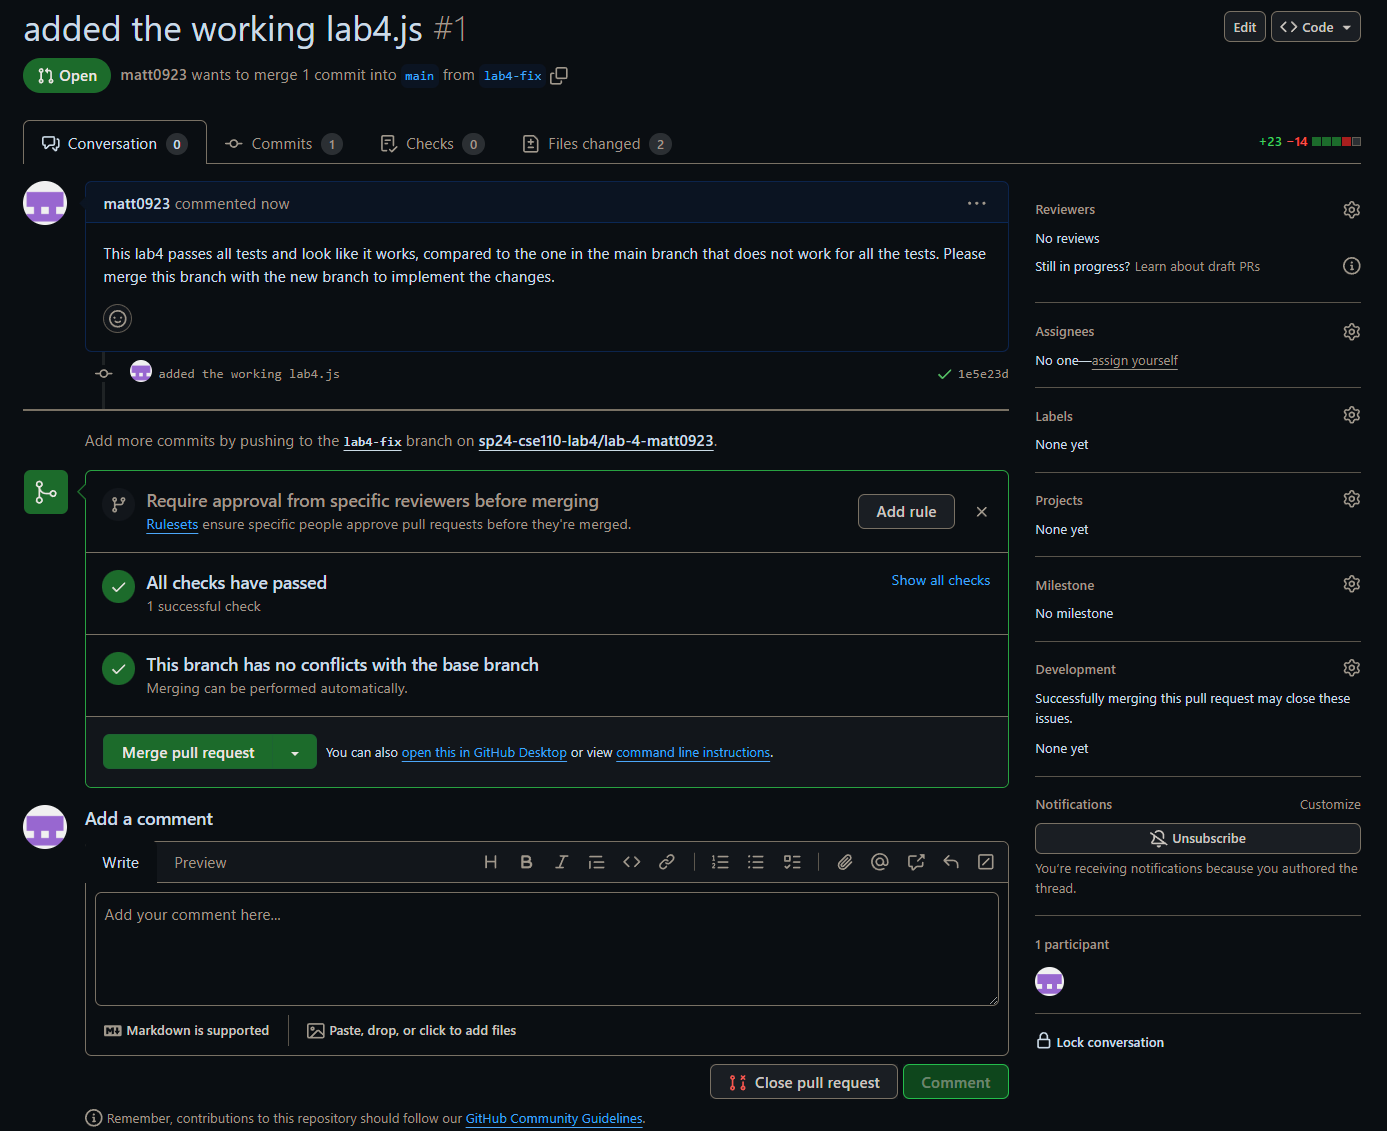 added the working lab4.js #1
Edit
Code
Open
matt0923 wants to merge 1 commit into main from lab4-fix
Conversation 0
Commits 1
Checks 0
Files changed 2
+23 −14
matt0923 commented now
This lab4 passes all tests and look like it works, compared to the one in the main branch that does not work for all the tests. Please
merge this branch with the new branch to implement the changes.
added the working lab4.js
1e5e23d
Add more commits by pushing to the lab4-fix branch on sp24-cse110-lab4/lab-4-matt0923.
Require approval from specific reviewers before merging
Rulesets ensure specific people approve pull requests before they're merged.
Add rule
All checks have passed
1 successful check
Show all checks
This branch has no conflicts with the base branch
Merging can be performed automatically.
Merge pull request
You can also open this in GitHub Desktop or view command line instructions.
Add a comment
Write
Preview
Add your comment here...
Markdown is supported
Paste, drop, or click to add files
Close pull request
Comment
Remember, contributions to this repository should follow our GitHub Community Guidelines.
Reviewers
No reviews
Still in progress? Learn about draft PRs
Assignees
No one—assign yourself
Labels
None yet
Projects
None yet
Milestone
No milestone
Development
Successfully merging this pull request may close these
issues.
None yet
Notifications
Customize
Unsubscribe
You're receiving notifications because you authored the
thread.
1 participant
Lock conversation